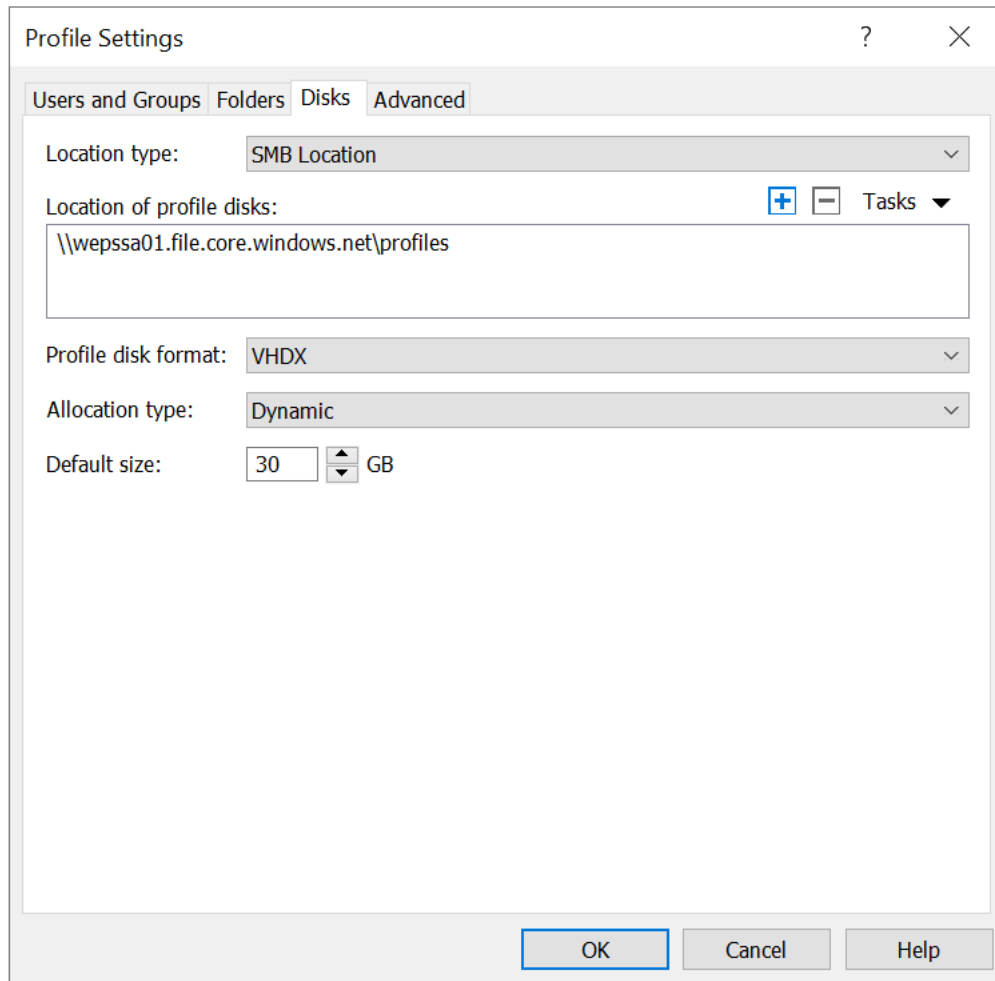 Profile Settings
?
Users and Groups Folders Disks Advanced
Location type: SMB Location
Location of profile disks: Tasks
\\wepssa01.file.core.windows.net\profiles
Profile disk format: VHDX
Allocation type: Dynamic
Default size: 30 GB
OK Cancel Help